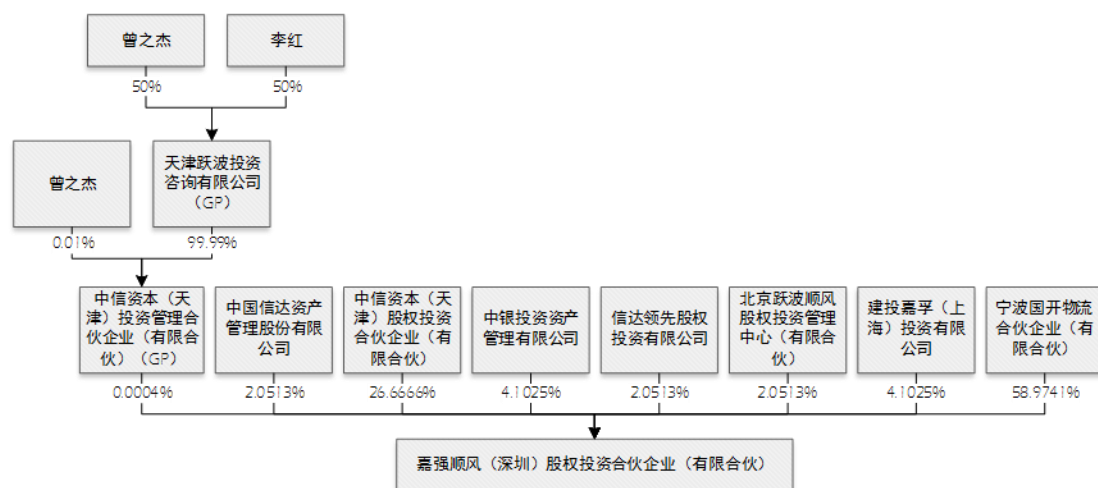 曾之杰
李红
50%
50%
曾之杰
天津跃波投资
咨询有限公司
（GP）
0.01%
99.99%
中信资本（天
津）投资管理合
伙企业（有限合
伙）（GP）
中国信达资产
管理股份有限
公司
中信资本（天
津）股权投资
合伙企业（有
限合伙）
中银投资资产
管理有限公司
信达领先股权
投资有限公司
北京跃波顺风
股权投资管理
中心（有限合
伙）
建投嘉孚（上
海）投资有限
公司
宁波国开物流
合伙企业（有
限合伙）
0.0004%
2.0513%
26.6666%
4.1025%
2.0513%
2.0513%
4.1025%
58.9741%
嘉强顺风（深圳）股权投资合伙企业（有限合伙）